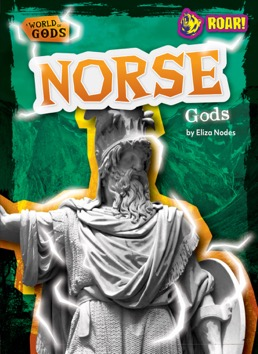 A WORLD OF
GODS
ROAR!
NORSE
Gods
by Eliza Nodes